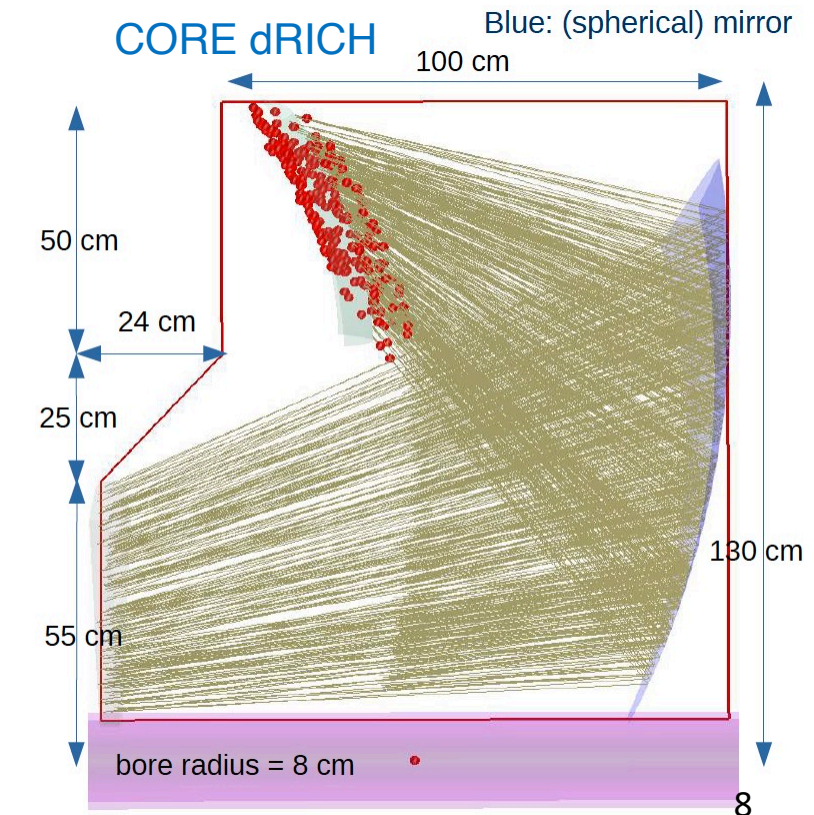 CORE dRICH
Blue: (spherical) mirror
100 cm
50 cm
24 cm
25 cm
130 cm
55 cm
bore radius = 8 cm
8